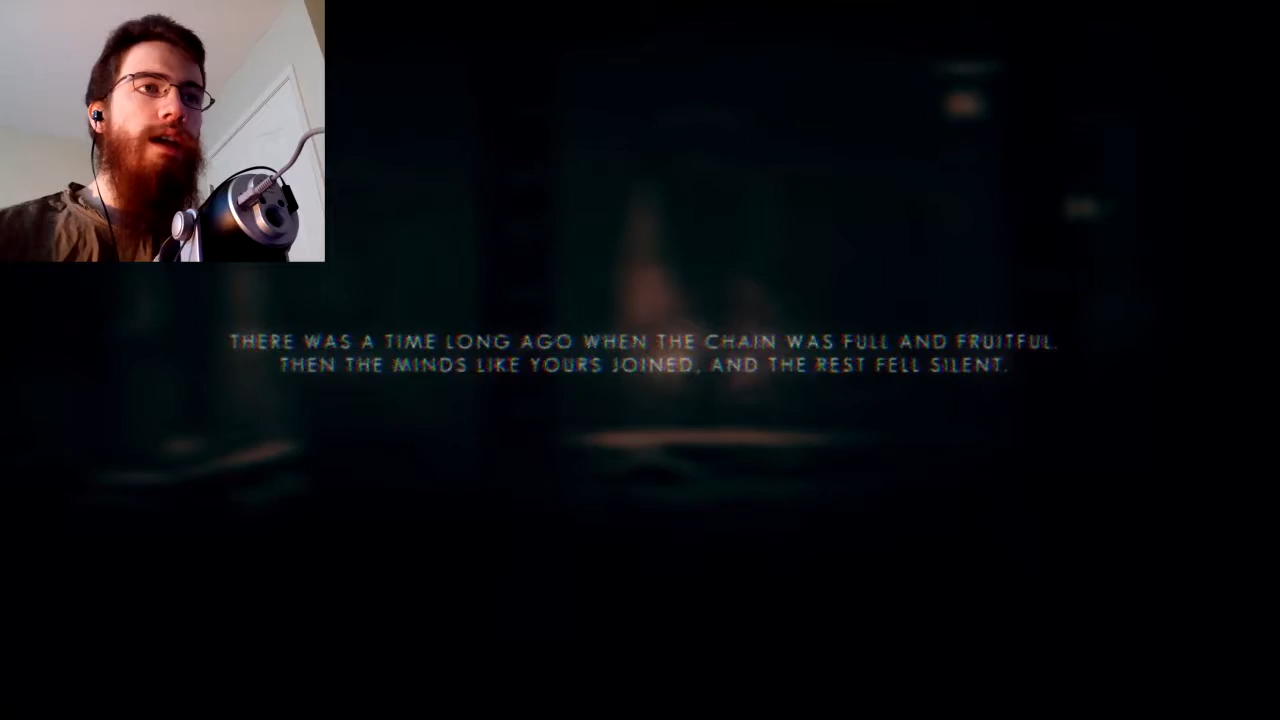 THERE WAS A TIME LONG AGO WHEN THE CHAIN WAS FULL AND FRUITFUL.
THEN THE MINDS LIKE YOURS JOINED, AND THE REST FELL SILENT.